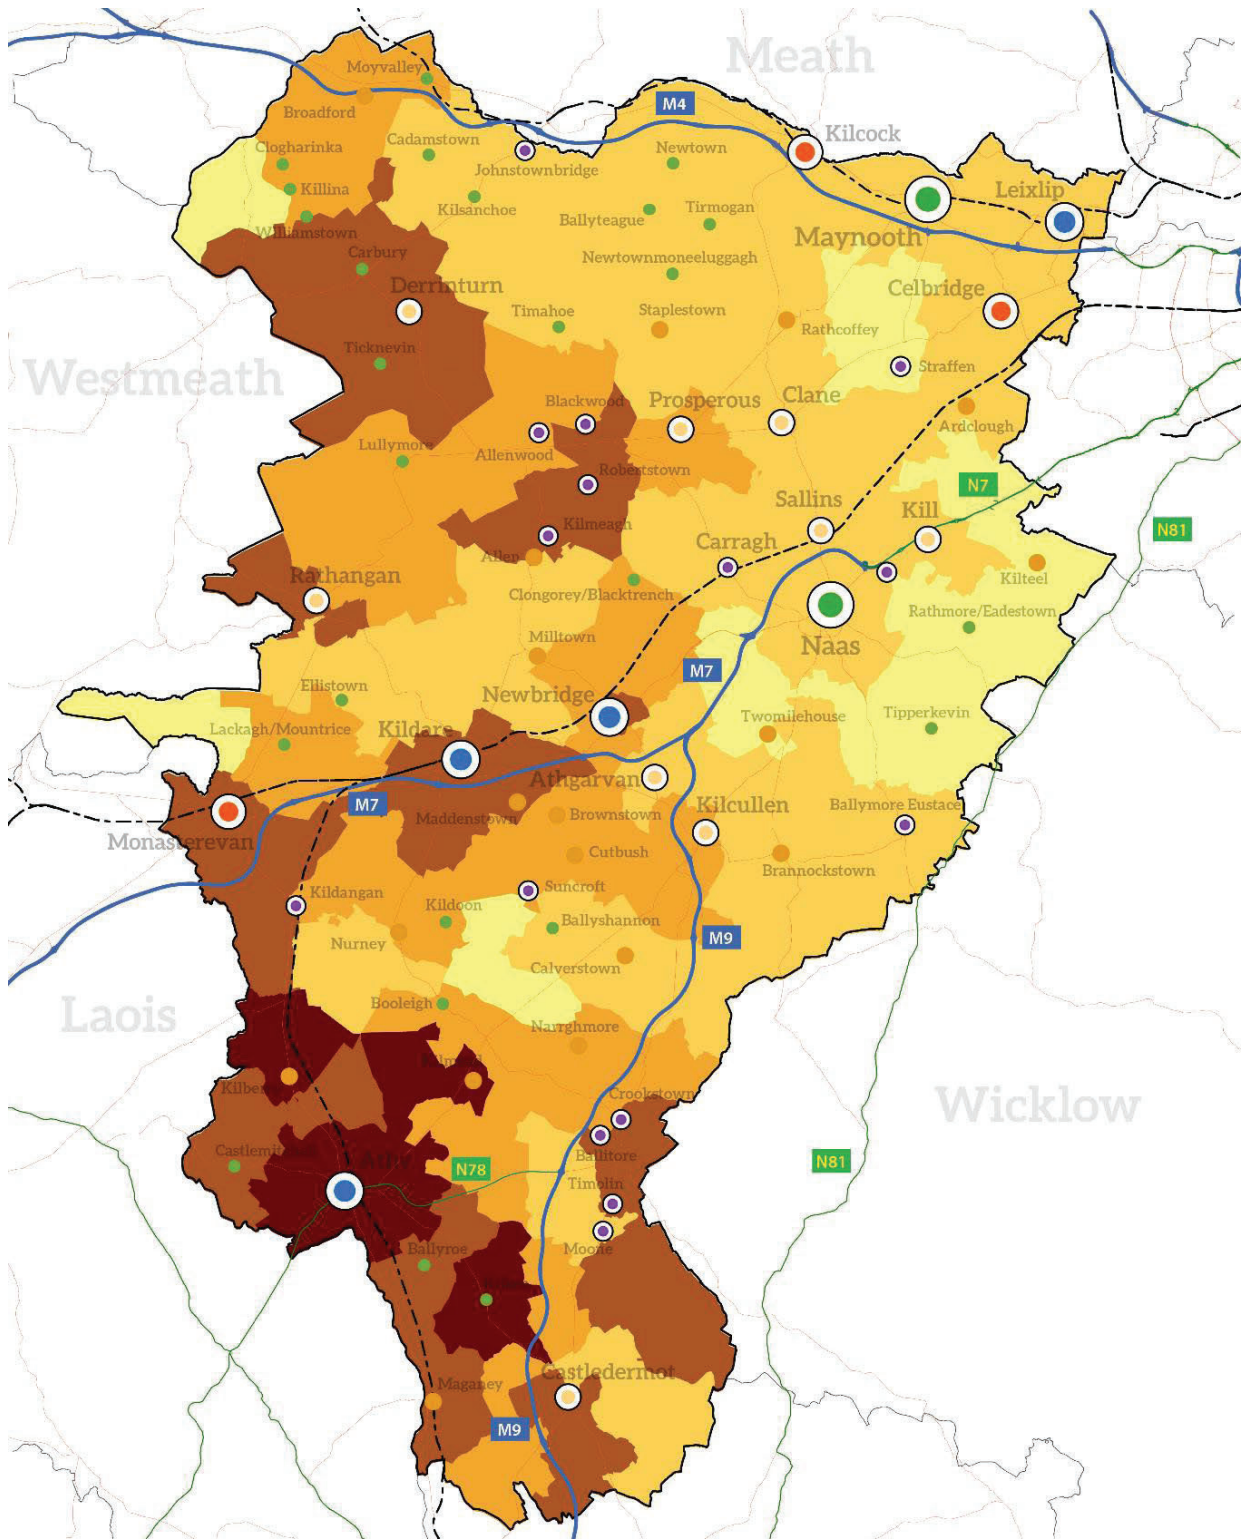 Meath
Moyvalley
M4
Broadford
Kilcock
Clogharinka
Cadamstown
Newtown
Johnstownbridge
Leixlip
Killina
Kilsanchoe
Ballyteague
Tirmogan
Williamstown
Maynooth
Carbury
Newtownmoneeluggagh
Derrinturn
Celbridge
Timahoe
Staplestown
Rathcoffey
Ticknevin
Westmeath
Straffen
Blackwood
Prosperous
Clane
Ardclough
Lullymore
Allenwood
Robertstown
N7
Sallins
Kill
Kilmeagh
N81
Carragh
Allen
Rathangan
Kilteel
Clongorey/Blacktrench
Rathmore/Eadestown
Milltown
Naas
M7
Ellistown
Newbridge
Twomilehouse
Tipperkevin
Lackagh/Mountrice
Kildare
Athgarvan
M7
Kilcullen
Ballymore Eustace
Maddenstown
Brownstown
Monasterevan
Cutbush
Brannockstown
Kildangan
Suncroft
Kildoon
Ballyshannon
Nurney
M9
Calverstown
Booleigh
Laois
Narrghmore
Crookstown
Wicklow
Ballitore
N78
N81
Athy
Timolin
Moone
Ballyroe
Castledermot
Maganey
M9